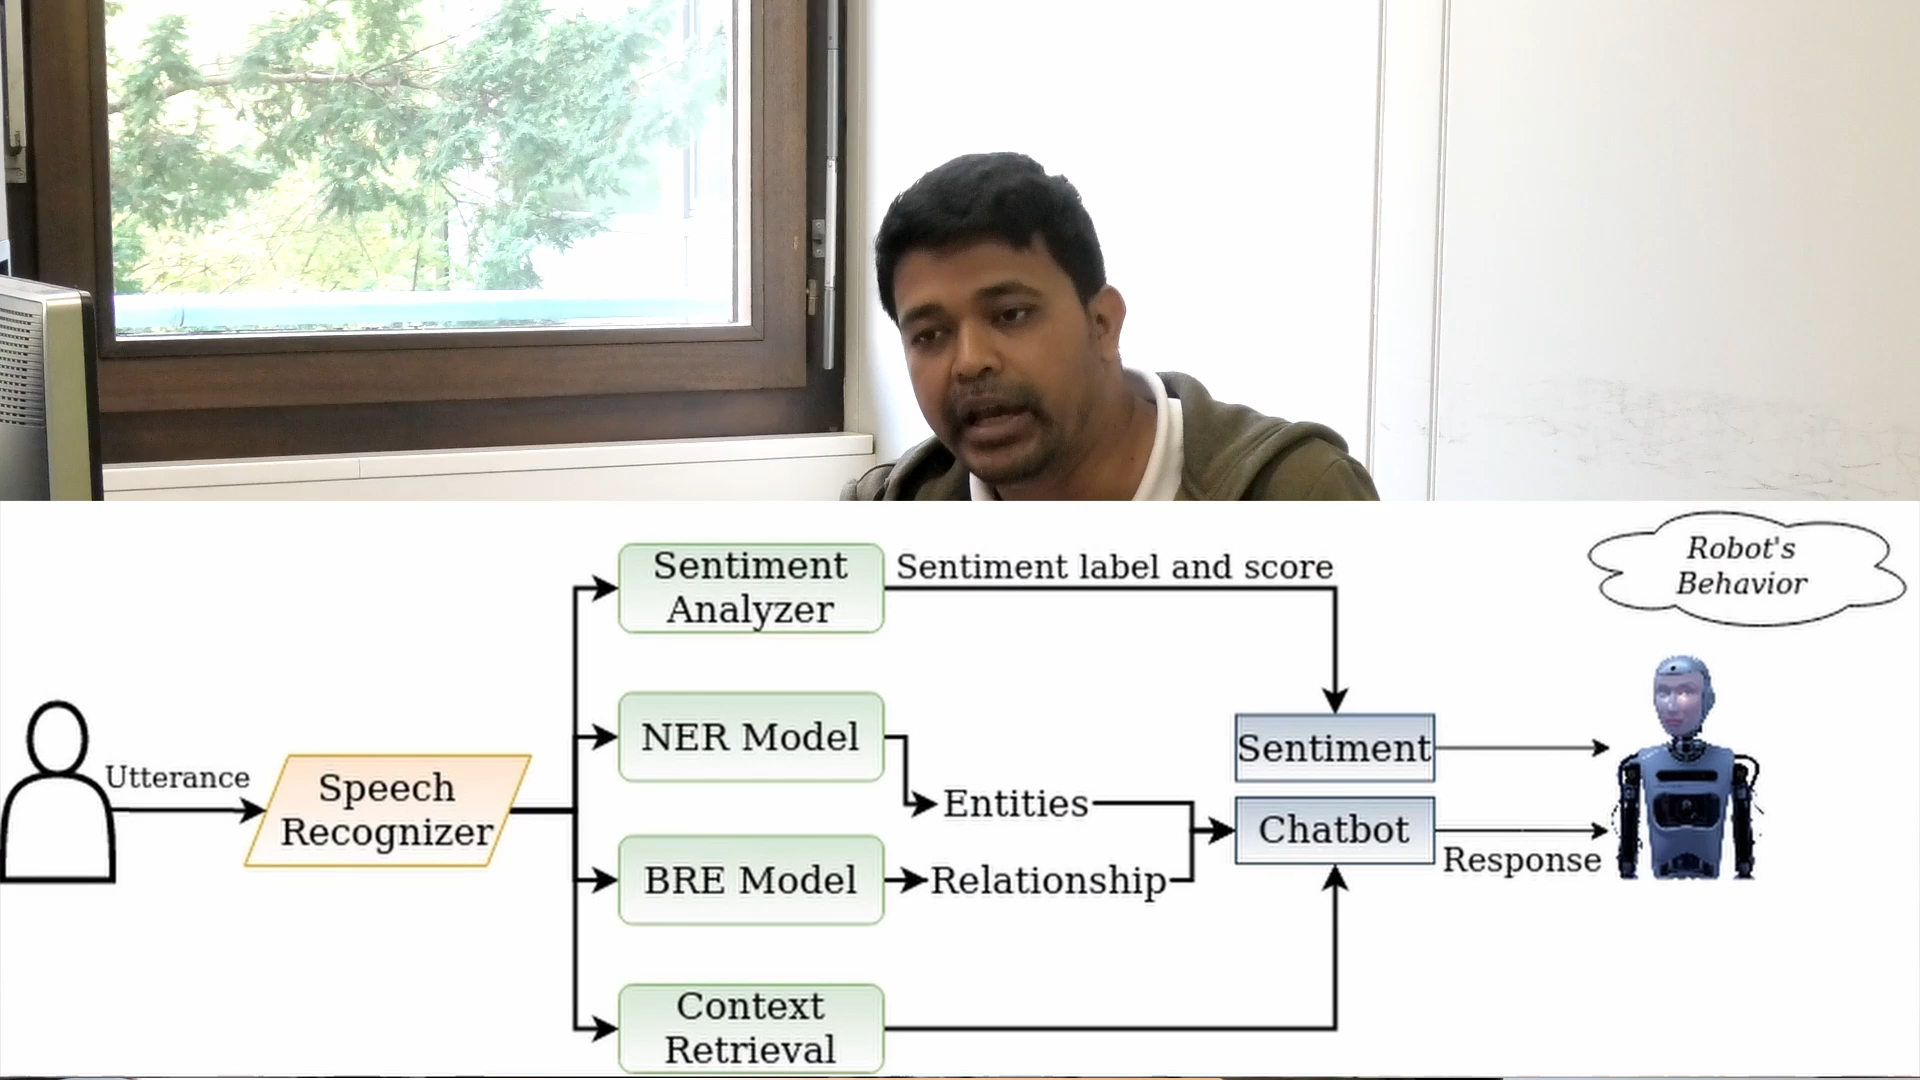 Sentiment
Analyzer
Sentiment label and score
Robot's
Behavior
NER Model
Utterance
Speech
Recognizer
Entities
Sentiment
Chatbot
BRE Model
Relationship
Response
Context
Retrieval